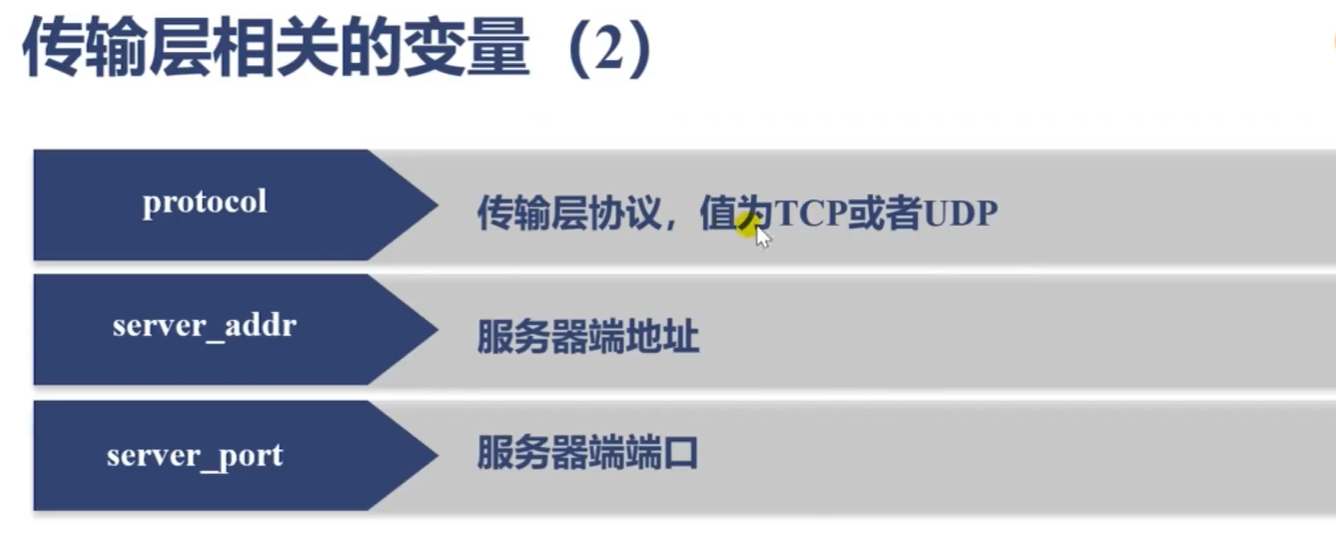 传输层相关的变量（2）
protocol
传输层协议，值为TCP或者UDP
server_addr
服务器端地址
server_port
服务器端端口